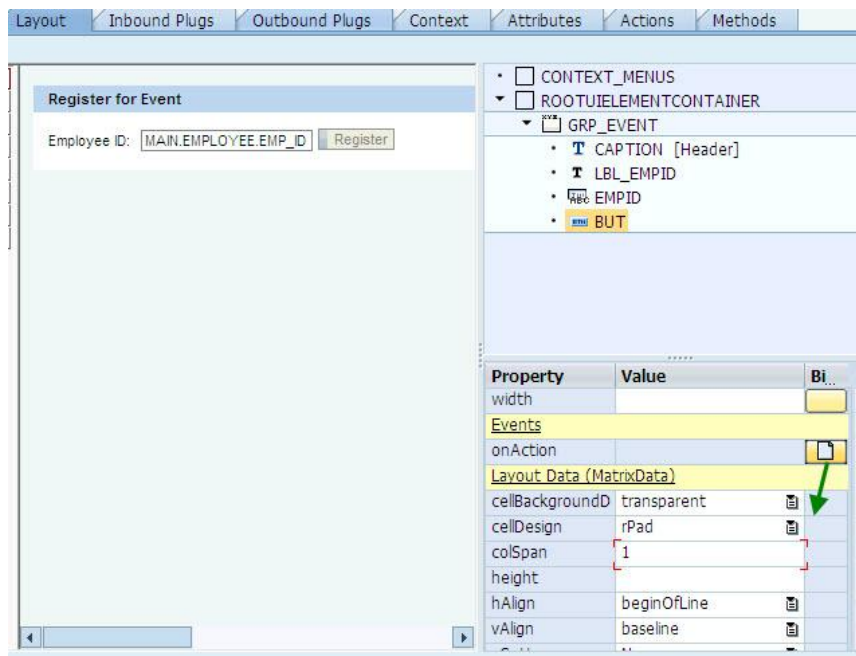 Layout Inbound Plugs Outbound Plugs Context Attributes Actions Methods
Register for Event
Employee ID: MAIN.EMPLOYEE.EMP_ID Register
CONTEXT_MENUS
ROOTUIELEMENTCONTAINER
GRP_EVENT
T CAPTION [Header]
T LBL_EMPID
EMPID
BUT
Property Value Bi...
width
Events
onAction
Layout Data (MatrixData)
cellBackgroundD transparent
cellDesign rPad
colSpan 1
height
hAlign beginOfLine
vAlign baseline